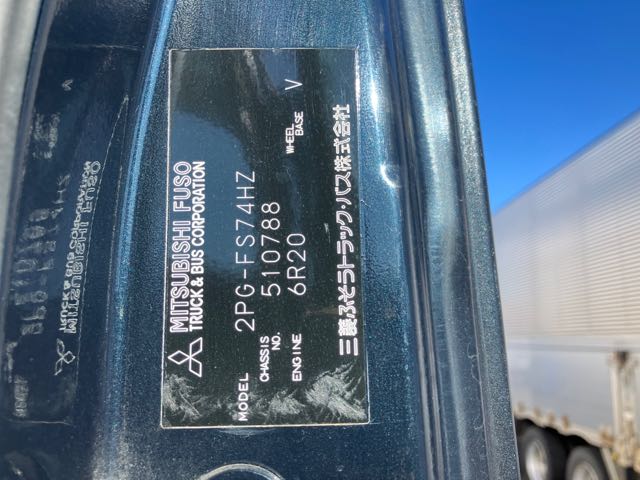 MITSUBISHI FUSO
TRUCK & BUS CORPORATION
MODEL 2PG-FS74HZ
CHASSIS NO. 510788
ENGINE 6R20 WHEEL BASE V
三菱ふそうトラック・バス株式会社